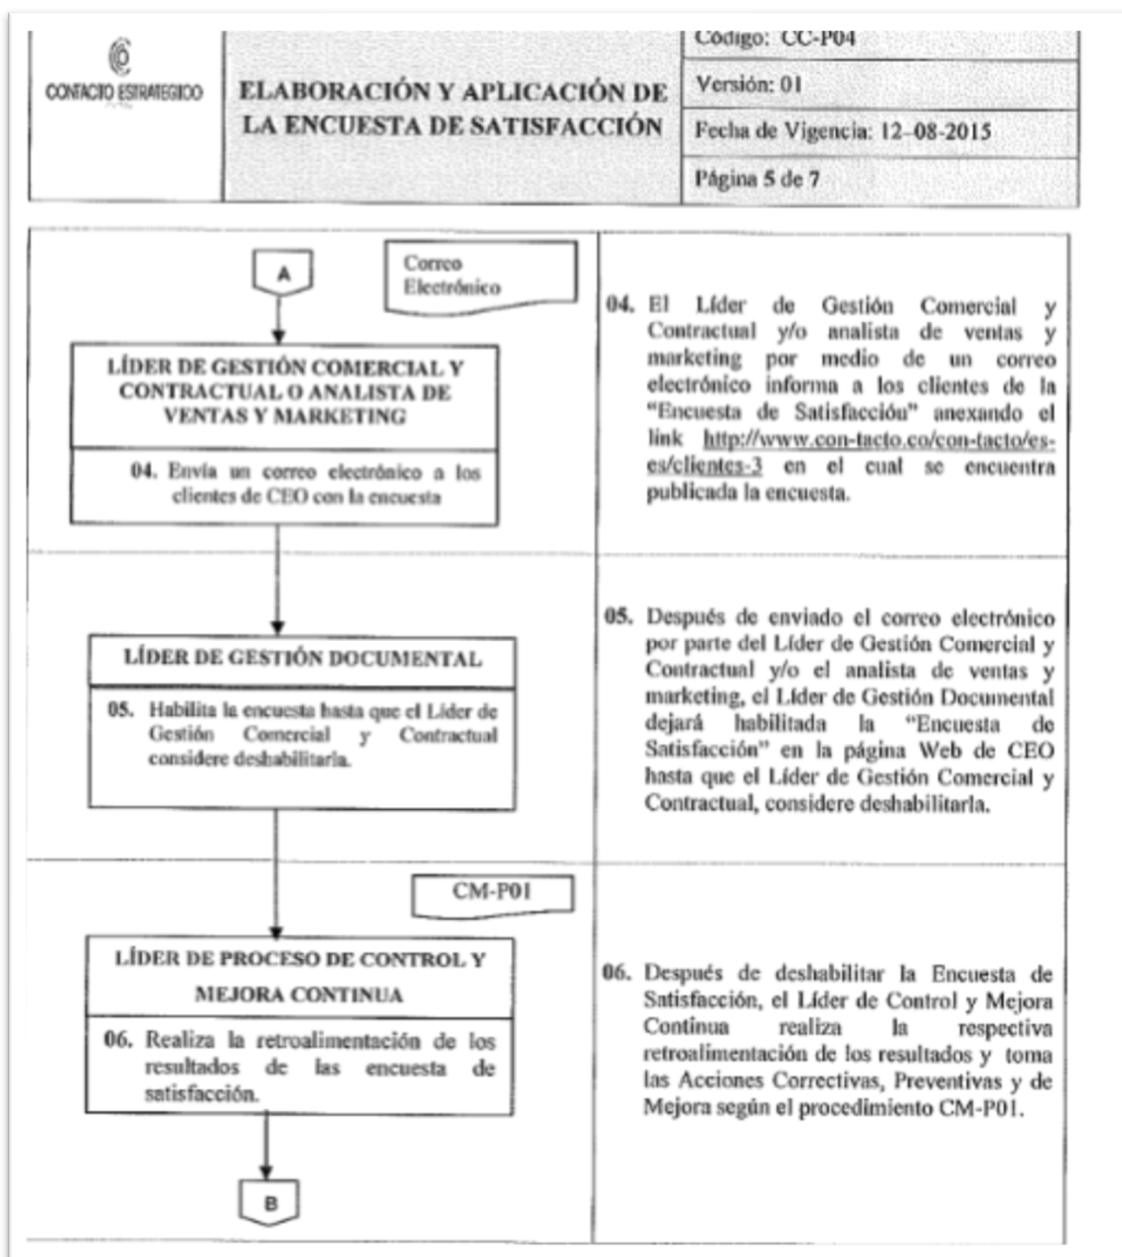 Código: CC-P04
CONTACTO ESTRATEGICO
ELABORACIÓN Y APLICACIÓN DE
LA ENCUESTA DE SATISFACCIÓN
Versión: 01
Fecha de Vigencia: 12-08-2015
Página 5 de 7
A
Correo
Electrónico
LÍDER DE GESTIÓN COMERCIAL Y
CONTRACTUAL O ANALISTA DE
VENTAS Y MARKETING
04. Envía un correo electrónico a los
clientes de CEO con la encuesta
04. El Líder de Gestión Comercial y
Contractual y/o analista de ventas y
marketing por medio de un correo
electrónico informa a los clientes de la
“Encuesta de Satisfacción” anexando el
link http://www.con-tacto.co/con-tacto/es-
es/clientes-3 en el cual se encuentra
publicada la encuesta.
LÍDER DE GESTIÓN DOCUMENTAL
05. Habilita la encuesta hasta que el Líder de
Gestión Comercial y Contractual
considere deshabilitarla.
05. Después de enviado el correo electrónico
por parte del Líder de Gestión Comercial y
Contractual y/o el analista de ventas y
marketing, el Líder de Gestión Documental
dejará habilitada la “Encuesta de
Satisfacción” en la página Web de CEO
hasta que el Líder de Gestión Comercial y
Contractual, considere deshabilitarla.
CM-P01
LÍDER DE PROCESO DE CONTROL Y
MEJORA CONTINUA
06. Realiza la retroalimentación de los
resultados de las encuesta de
satisfacción.
06. Después de deshabilitar la Encuesta de
Satisfacción, el Líder de Control y Mejora
Continua realiza la respectiva
retroalimentación de los resultados y toma
las Acciones Correctivas, Preventivas y de
Mejora según el procedimiento CM-P01.
B